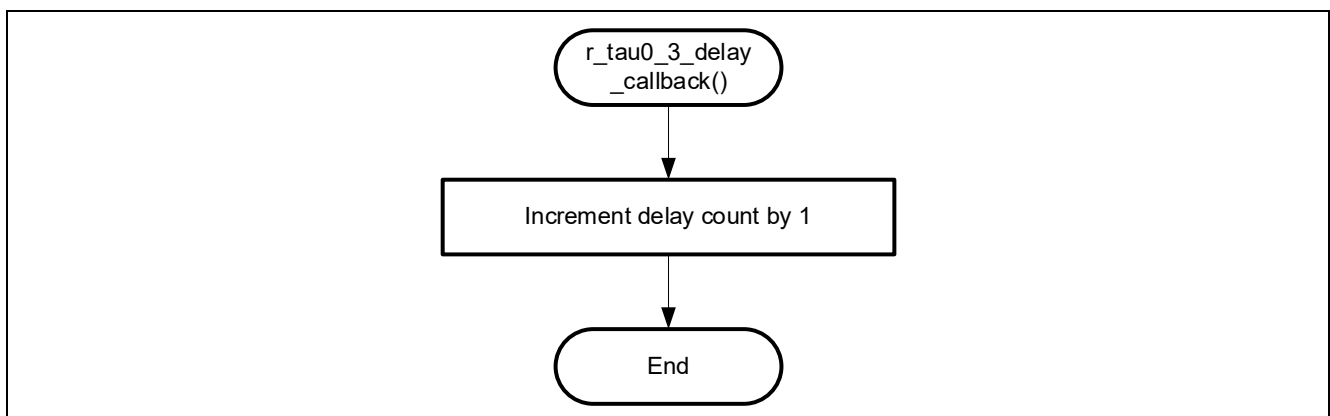 r_tau0_3_delay
_callback()
Increment delay count by 1
End